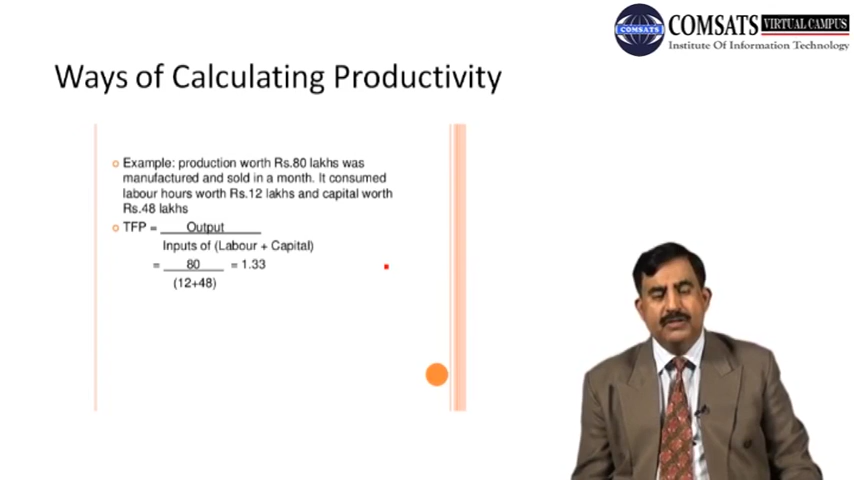 COMSATS
COMSATS VIRTUAL CAMPUS
Institute Of Information Technology
Ways of Calculating Productivity
Example: production worth Rs.80 lakhs was
manufactured and sold in a month. It consumed
labour hours worth Rs.12 lakhs and capital worth
Rs.48 lakhs
TFP = Output
Inputs of (Labour + Capital)
= 80 = 1.33
(12+48)